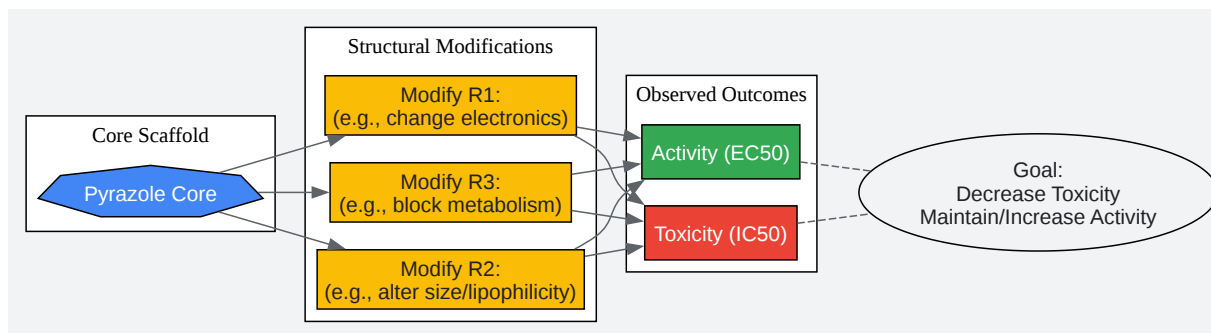 Core Scaffold
Pyrazole Core
Structural Modifications
Modify R1:
(e.g., change electronics)
Modify R3:
(e.g., block metabolism)
Modify R2:
(e.g., alter size/lipophilicity)
Observed Outcomes
Activity (EC50)
Toxicity (IC50)
Goal:
Decrease Toxicity
Maintain/Increase Activity